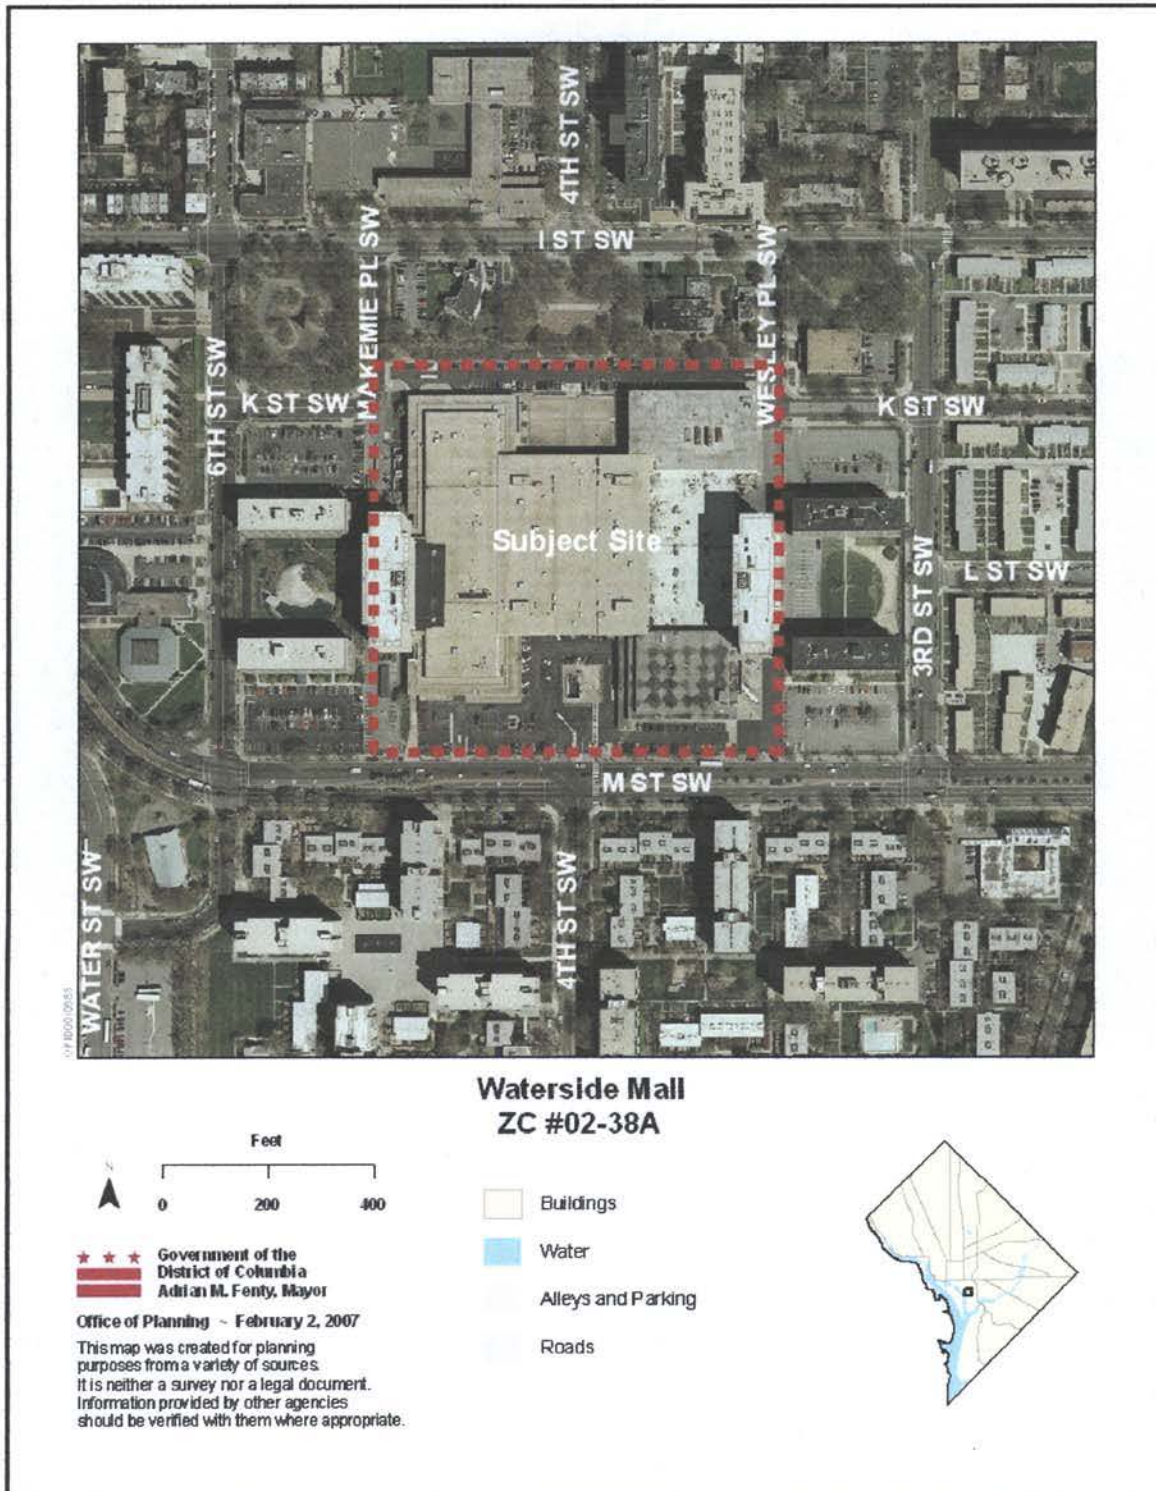 4TH ST SW
I ST SW
MAKEMIE PL SW
WESLEY PL SW
6TH ST SW
K ST SW
K ST SW
Subject Site
3RD ST SW
L ST SW
M ST SW
WATER ST SW
4TH ST SW
Waterside Mall
ZC #02-38A
Feet
N
0 200 400
Buildings
Water
Alleys and Parking
Roads
Government of the
District of Columbia
Adrian M. Fenty, Mayor
Office of Planning ~ February 2, 2007
This map was created for planning
purposes from a variety of sources.
It is neither a survey nor a legal document.
Information provided by other agencies
should be verified with them where appropriate.